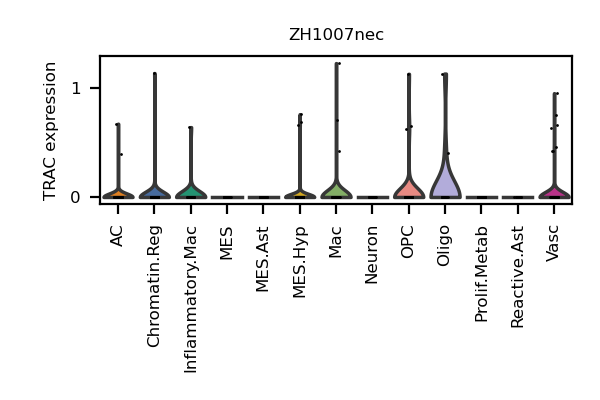 ZH1007nec
TRAC expression
1
0
AC
Chromatin.Reg
Inflammatory.Mac
MES
MES.Ast
MES.Hyp
Mac
Neuron
OPC
Oligo
Prolif.Metab
Reactive.Ast
Vasc